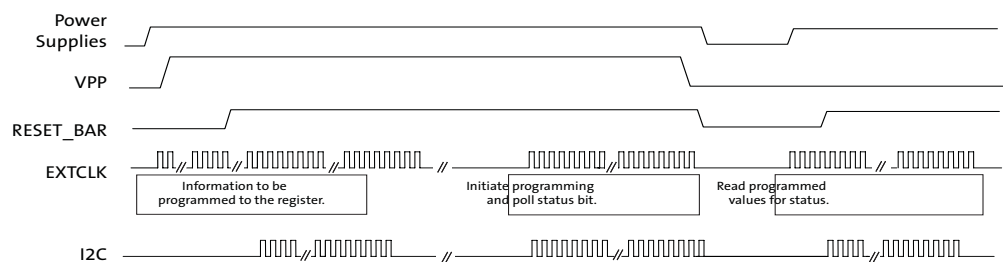 Power
Supplies
VPP
RESET_BAR
EXTCLK
Information to be
programmed to the register.
Initiate programming
and poll status bit.
Read programmed
values for status.
I2C